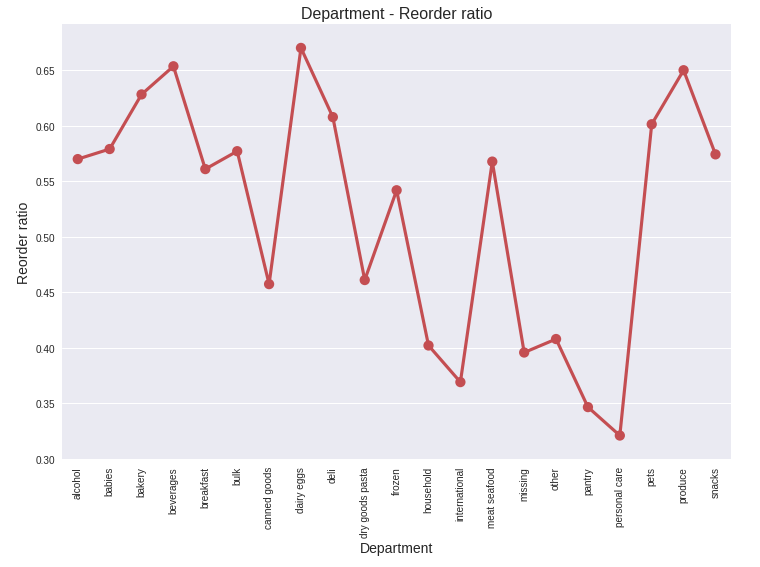 Department - Reorder ratio
Reorder ratio
0.65
0.60
0.55
0.50
0.45
0.40
0.35
0.30
alcohol
babies
bakery
beverages
breakfast
bulk
canned goods
dairy eggs
deli
dry goods pasta
frozen
household
international
meat seafood
missing
other
pantry
personal care
pets
produce
snacks
Department